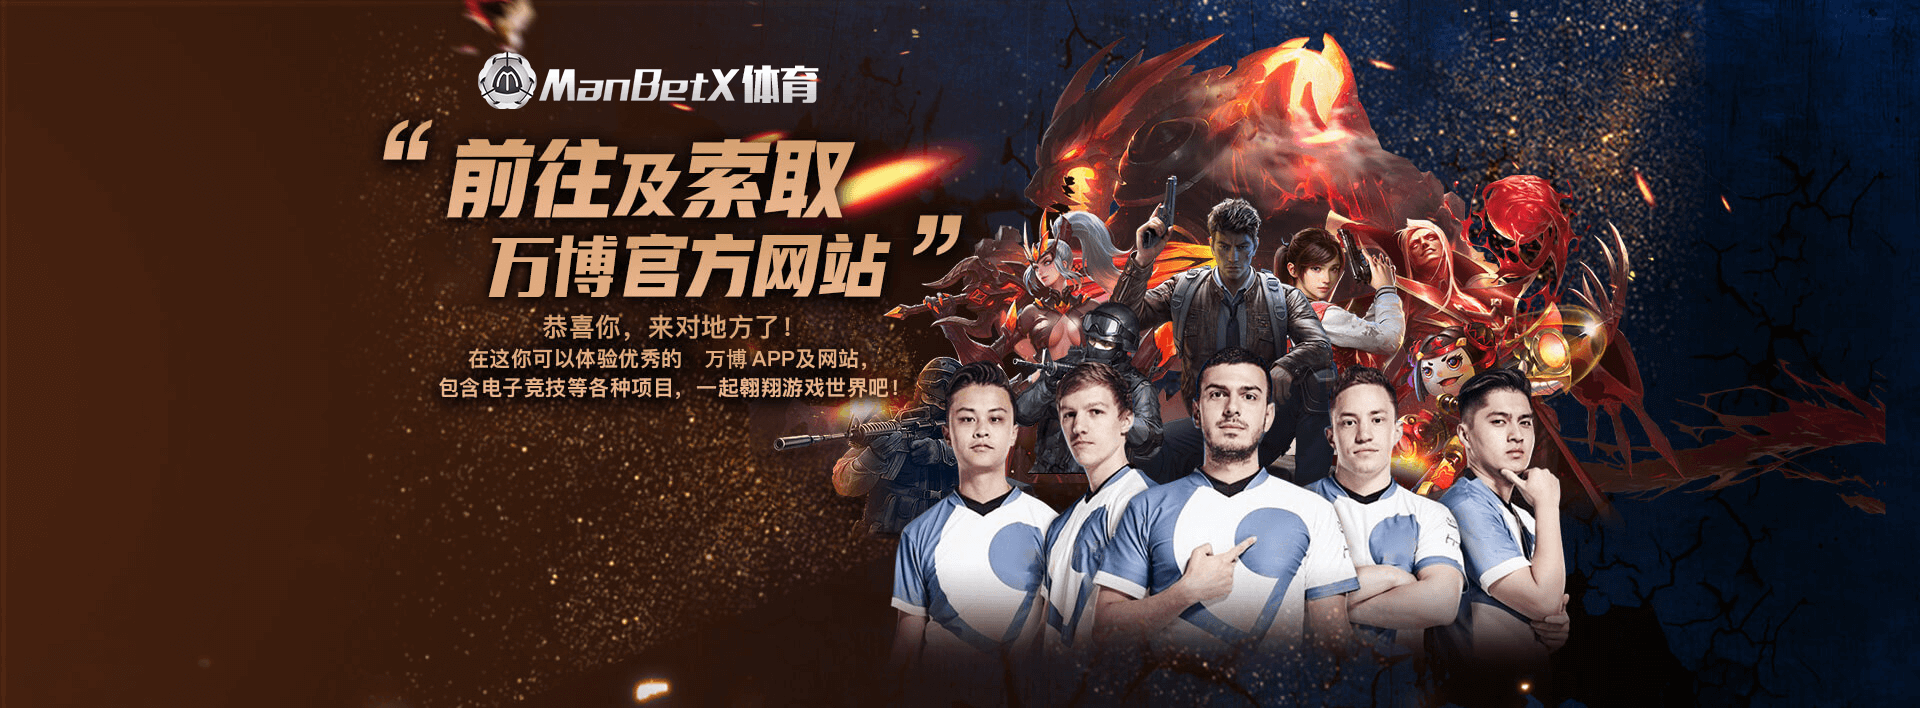 ManBetX体育
“前往及索取
万博官方网站”
恭喜你，来对地方了！
在这你可以体验优秀的 万博APP及网站，
包含电子竞技等各种项目，一起翱翔游戏世界吧！